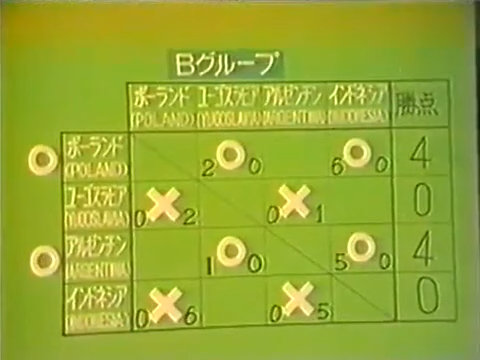 Bグループ
ポーランド ユーゴスラビア アルゼンチン インドネシア 勝点
(POLAND) (YUGOSLAVIA) (ARGENTINA) (INDONESIA)
○ ポーランド 2○0 6○0 4
(POLAND)
ユーゴスラビア 0×2 0×1 0
(YUGOSLAVIA)
○ アルゼンチン 1○0 5○0 4
(ARGENTINA)
インドネシア 0×6 0×5 0
(INDONESIA)